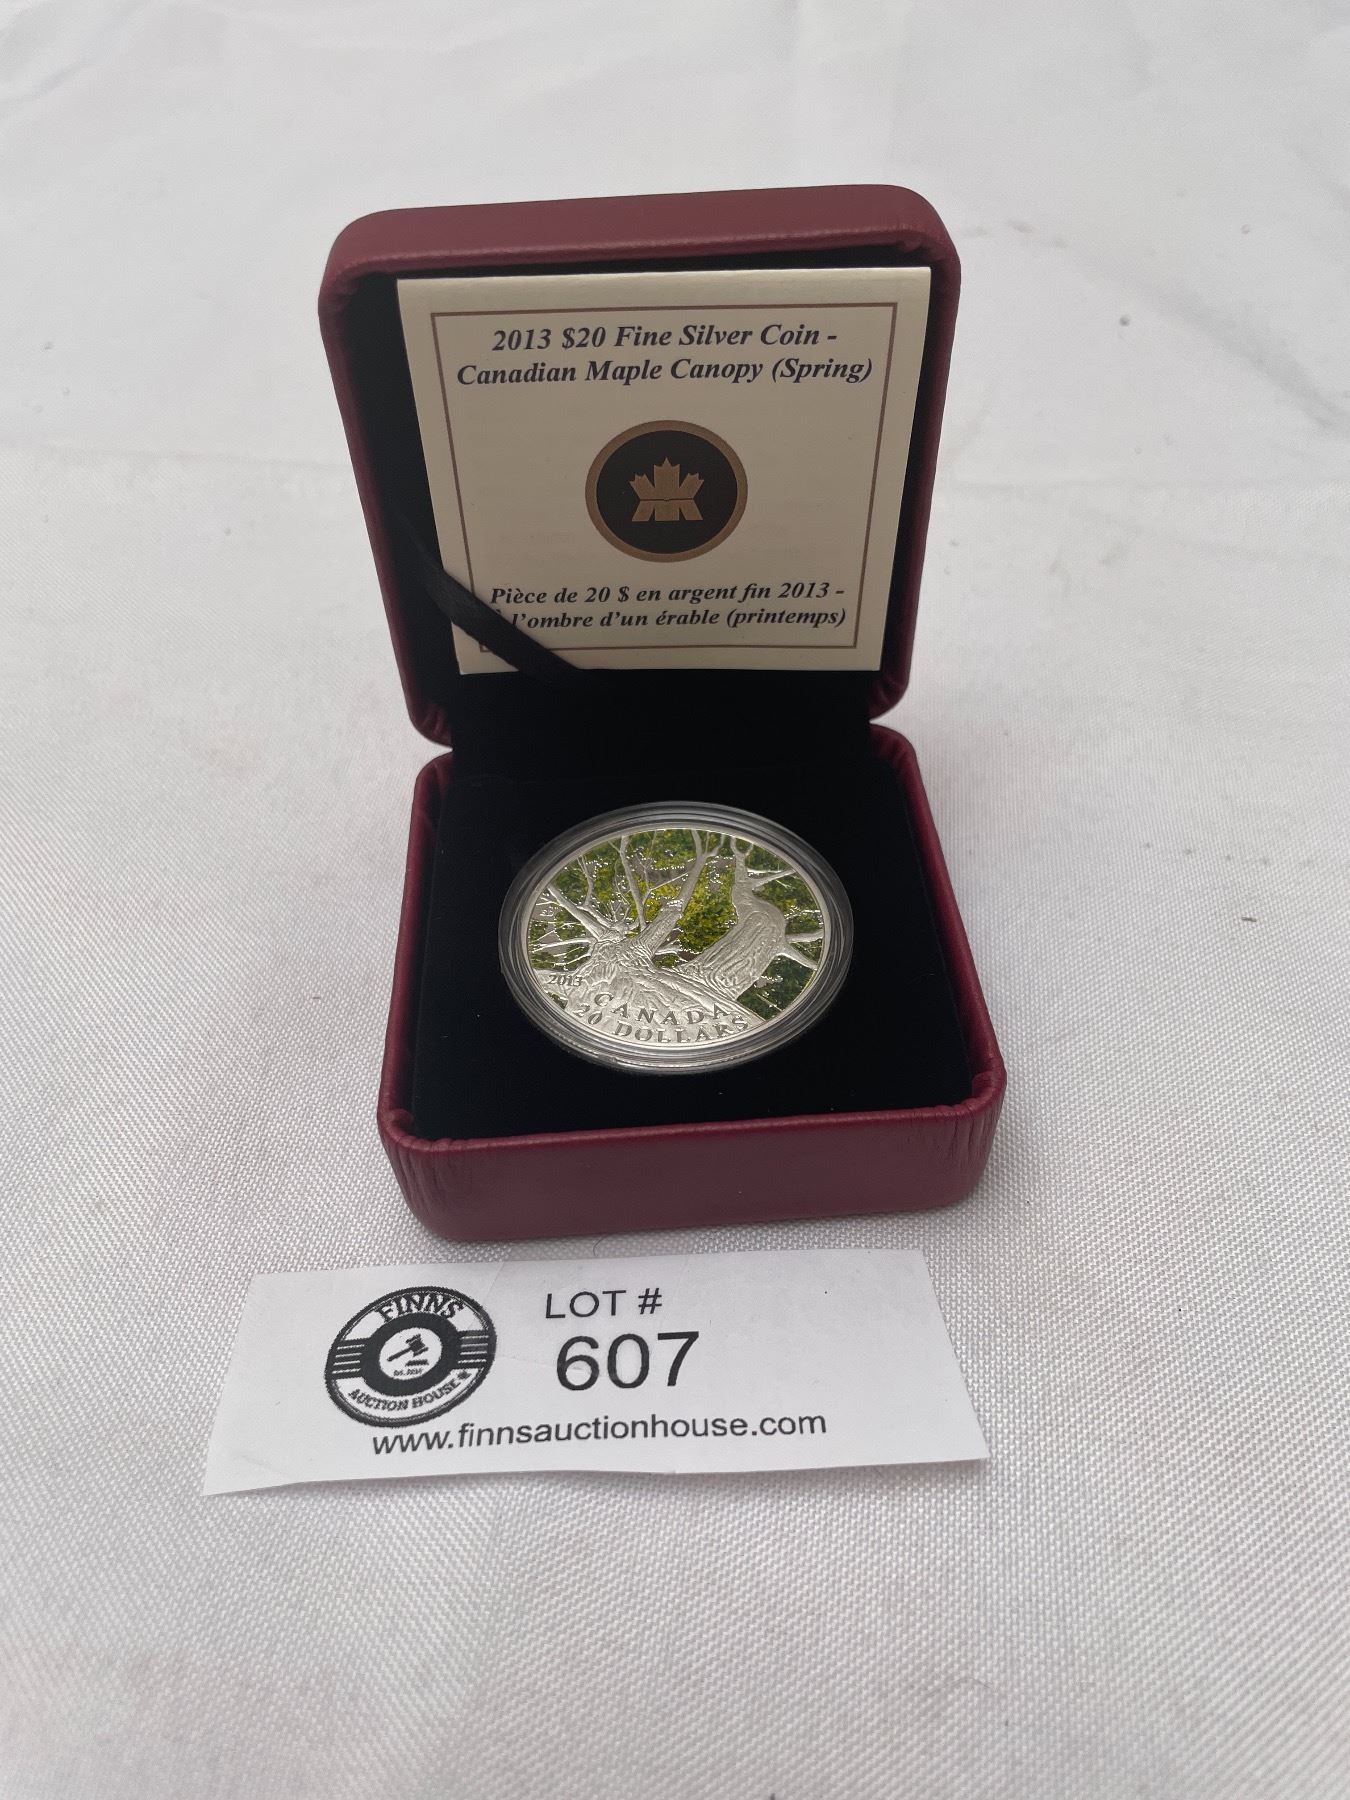 2013 $20 Fine Silver Coin -
Canadian Maple Canopy (Spring)
Pièce de 20 $ en argent fin 2013 -
l'ombre d'un érable (printemps)
2013
CANADA
20 DOLLARS
FINNS
AUCTION HOUSE
LOT #
607
www.finnsauctionhouse.com